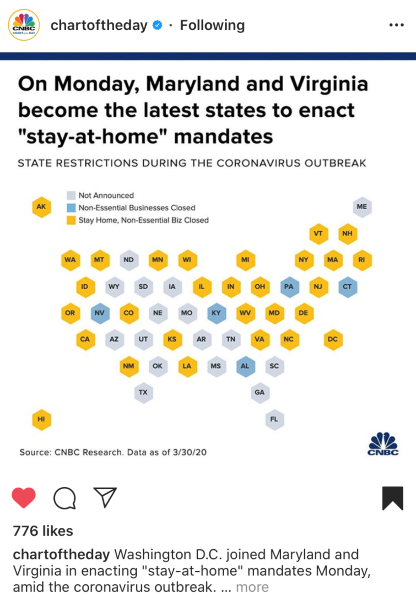 CNBC
chartoftheday · Following
On Monday, Maryland and Virginia
become the latest states to enact
"stay-at-home" mandates
STATE RESTRICTIONS DURING THE CORONAVIRUS OUTBREAK
Not Announced
Non-Essential Businesses Closed
Stay Home, Non-Essential Biz Closed
AK ME
VT NH
WA MT ND MN WI MI NY MA RI
ID WY SD IA IL IN OH PA NJ CT
OR NV CO NE MO KY WV MD DE
CA AZ UT KS AR TN VA NC DC
NM OK LA MS AL SC
TX GA
HI FL
Source: CNBC Research. Data as of 3/30/20
CNBC
776 likes
chartoftheday Washington D.C. joined Maryland and
Virginia in enacting "stay-at-home" mandates Monday,
amid the coronavirus outbreak. ... more